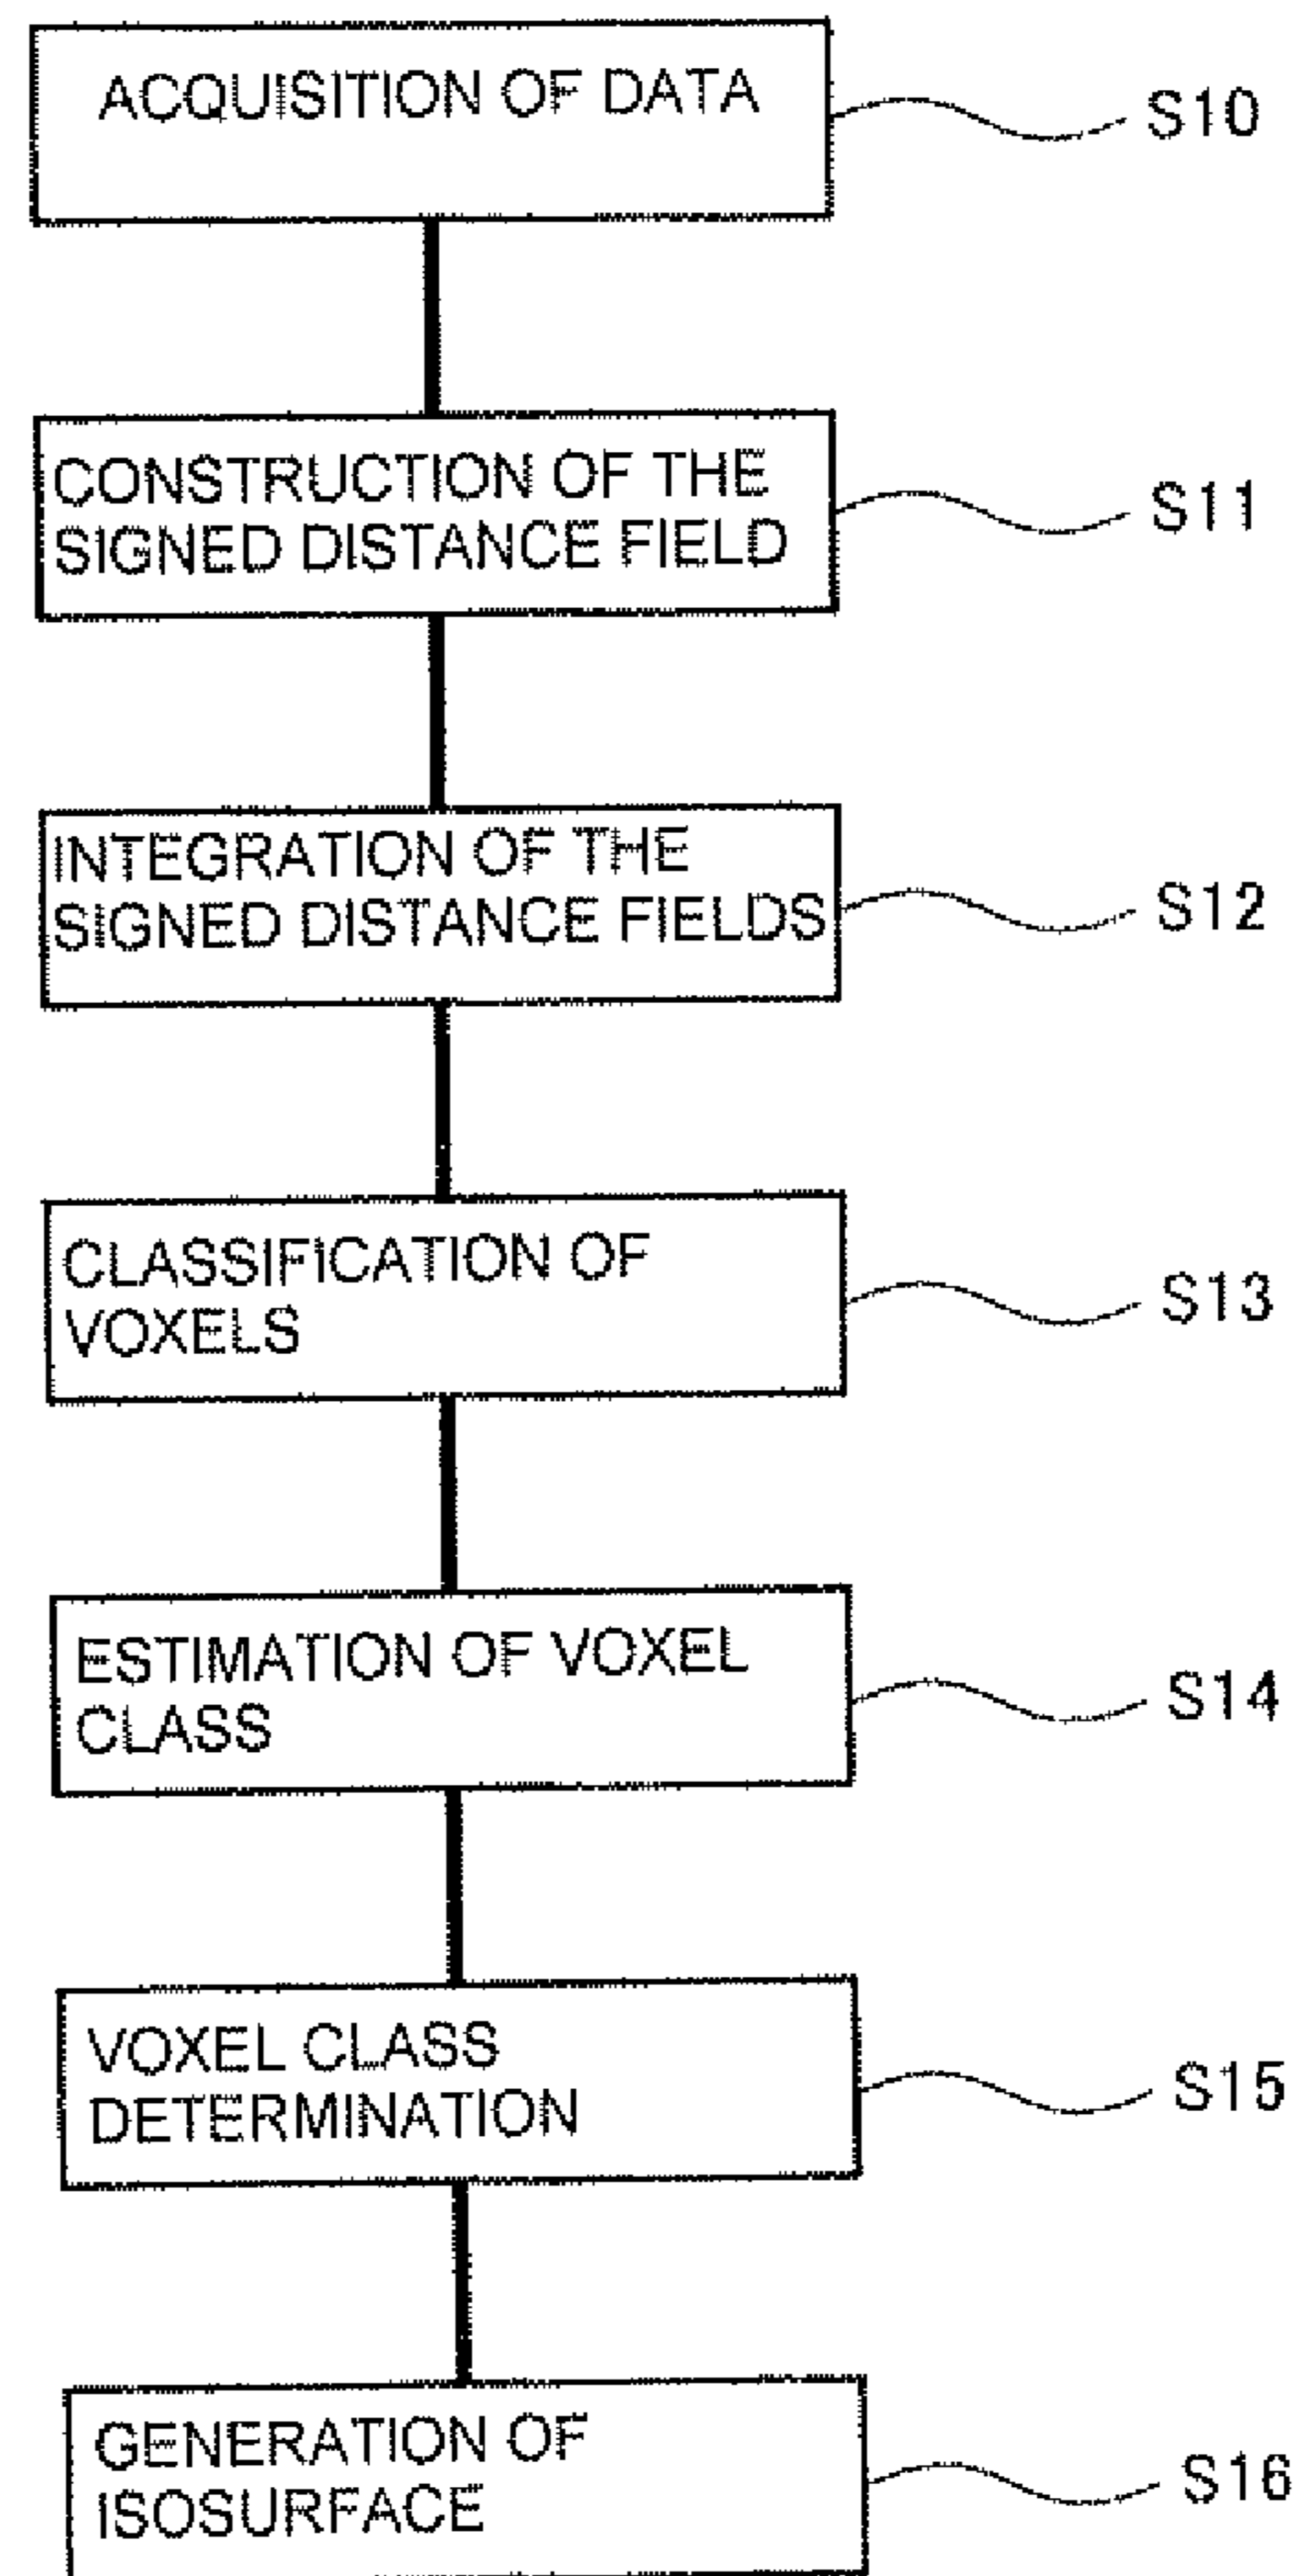 ACQUISITION OF DATA
S10
CONSTRUCTION OF THE
SIGNED DISTANCE FIELD
S11
INTEGRATION OF THE
SIGNED DISTANCE FIELDS
S12
CLASSIFICATION OF
VOXELS
S13
ESTIMATION OF VOXEL
CLASS
S14
VOXEL CLASS
DETERMINATION
S15
GENERATION OF
ISOSURFACE
S16